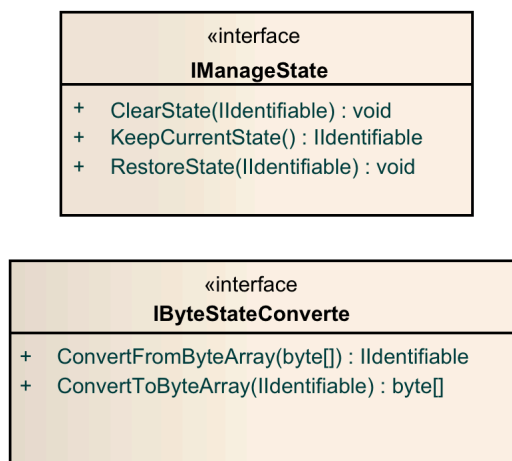 «interface
IManageState
+ ClearState(IIdentifiable) : void
+ KeepCurrentState() : IIdentifiable
+ RestoreState(IIdentifiable) : void
«interface
IByteStateConverte
+ ConvertFromByteArray(byte[]) : IIdentifiable
+ ConvertToByteArray(IIdentifiable) : byte[]